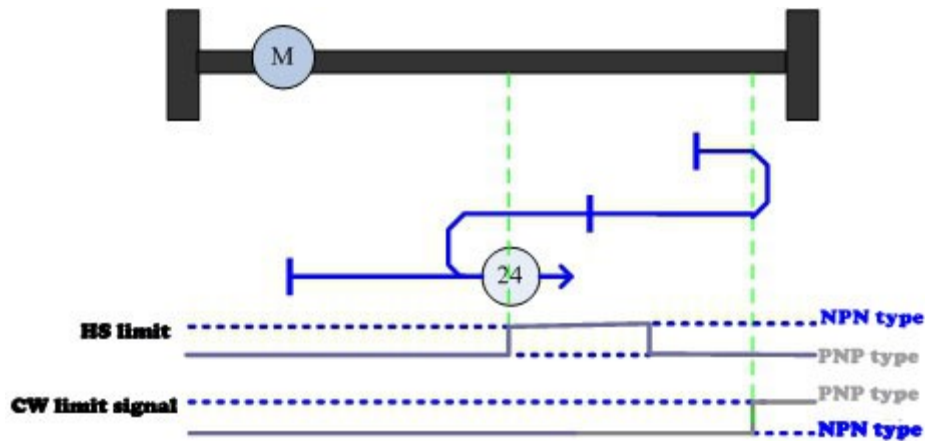 M
24
HS limit
NPN type
PNP type
CW limit signal
PNP type
NPN type